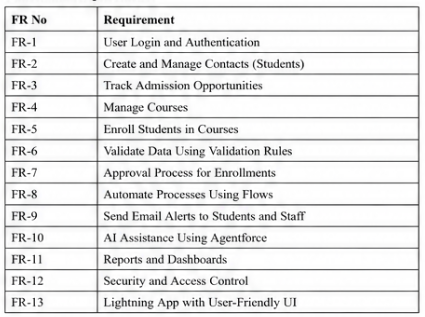 FR No Requirement
FR-1 User Login and Authentication
FR-2 Create and Manage Contacts (Students)
FR-3 Track Admission Opportunities
FR-4 Manage Courses
FR-5 Enroll Students in Courses
FR-6 Validate Data Using Validation Rules
FR-7 Approval Process for Enrollments
FR-8 Automate Processes Using Flows
FR-9 Send Email Alerts to Students and Staff
FR-10 AI Assistance Using Agentforce
FR-11 Reports and Dashboards
FR-12 Security and Access Control
FR-13 Lightning App with User-Friendly UI